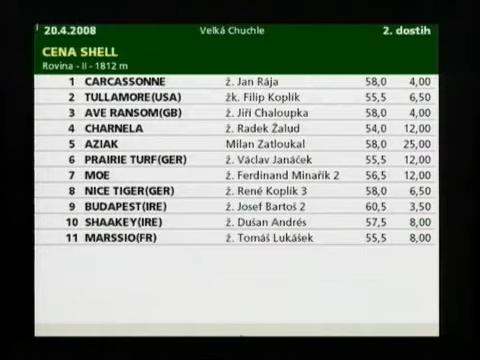 20.4.2008 Velká Chuchle 2. dostih
CENA SHELL
Rovina - II - 1812 m
1 CARCASSONNE ž. Jan Rája 58,0 4,00
2 TULLAMORE(USA) žk. Filip Koplík 55,5 6,50
3 AVE RANSOM(GB) ž. Jiří Chaloupka 58,0 4,00
4 CHARNELA ž. Radek Žalud 54,0 12,00
5 AZIAK Milan Zatloukal 58,0 25,00
6 PRAIRIE TURF(GER) ž. Václav Janáček 55,5 12,00
7 MOE ž. Ferdinand Minařik 2 56,5 12,00
8 NICE TIGER(GER) ž. René Koplík 3 58,0 6,50
9 BUDAPEST(IRE) ž. Josef Bartoš 2 60,5 3,50
10 SHAAKEY(IRE) ž. Dušan Andrés 57,5 8,00
11 MARSSIO(FR) ž. Tomáš Lukášek 55,5 8,00